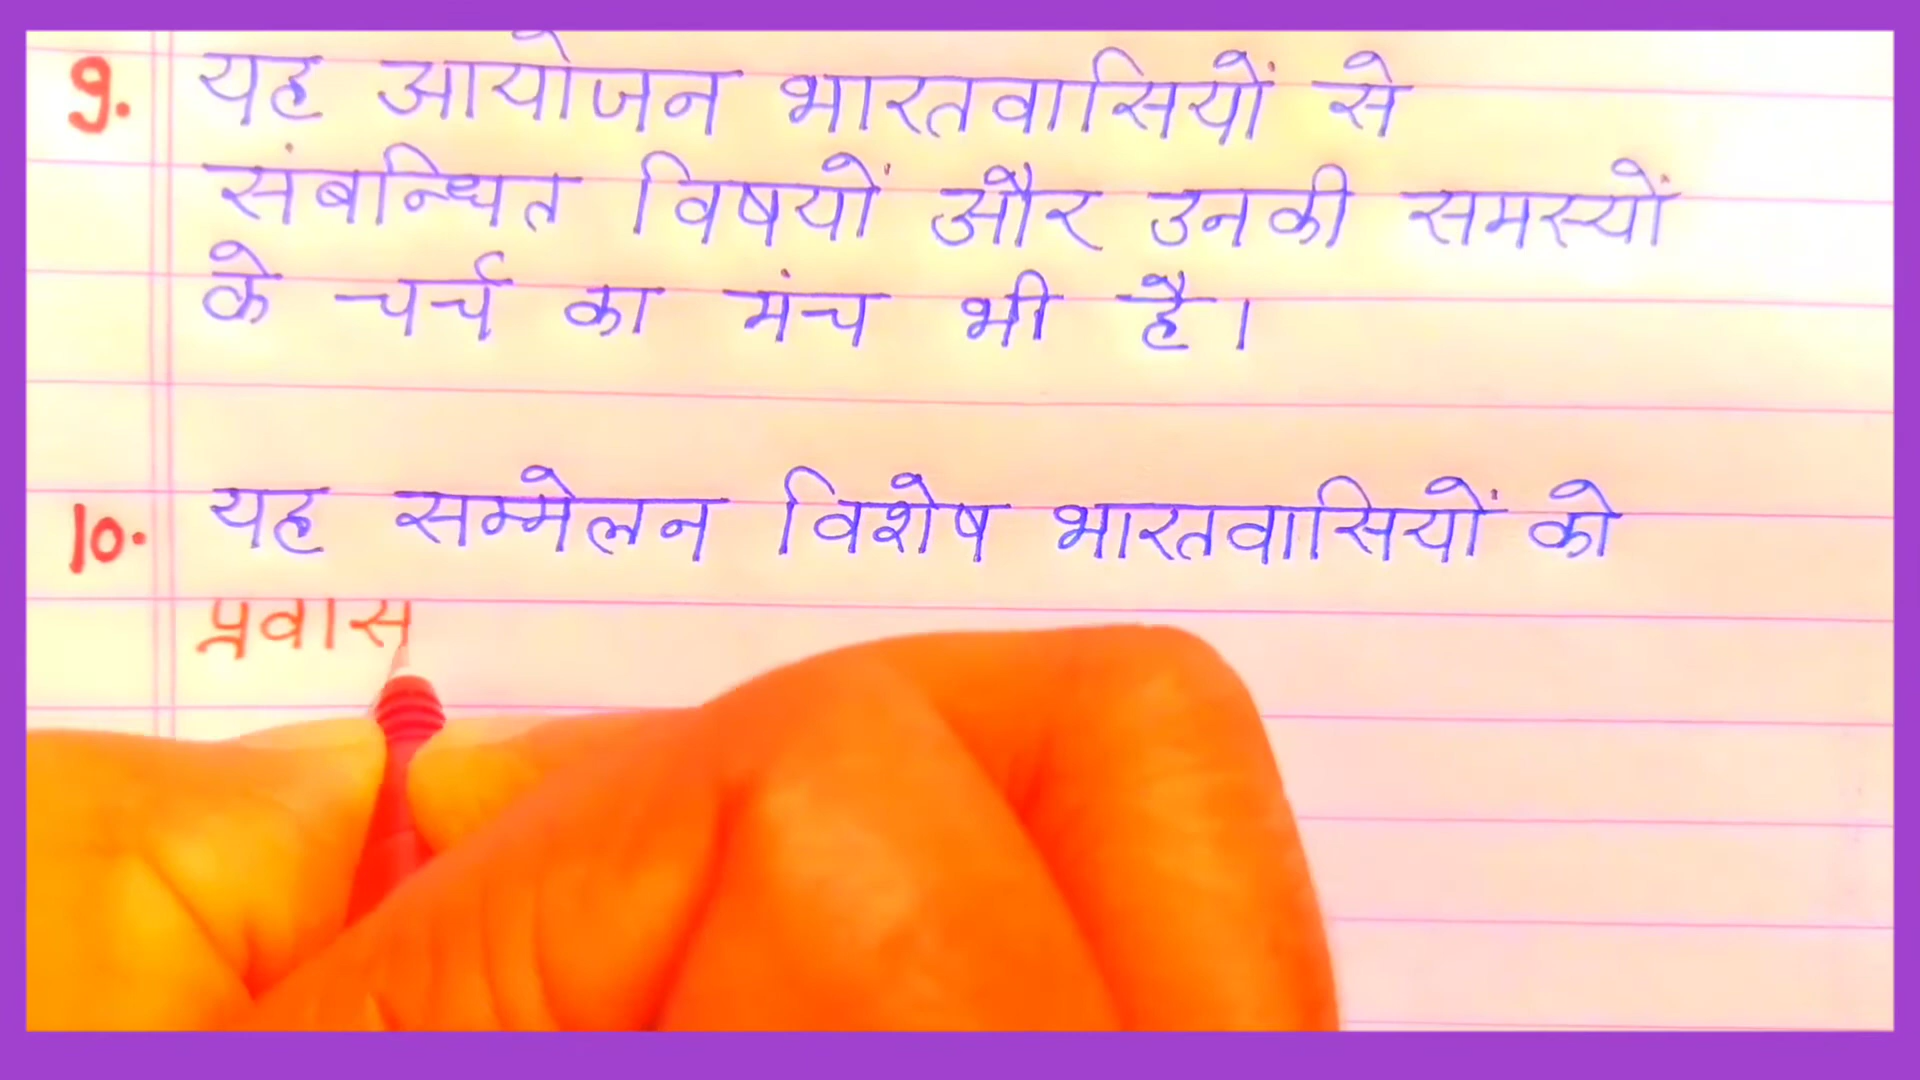 9. यह आयोजन भारतवासियों से
संबन्धित विषयों और उनकी समस्यों
के चर्च का मंच भी है।
10. यह सम्मेलन विशेष भारतवासियों को
प्रवास